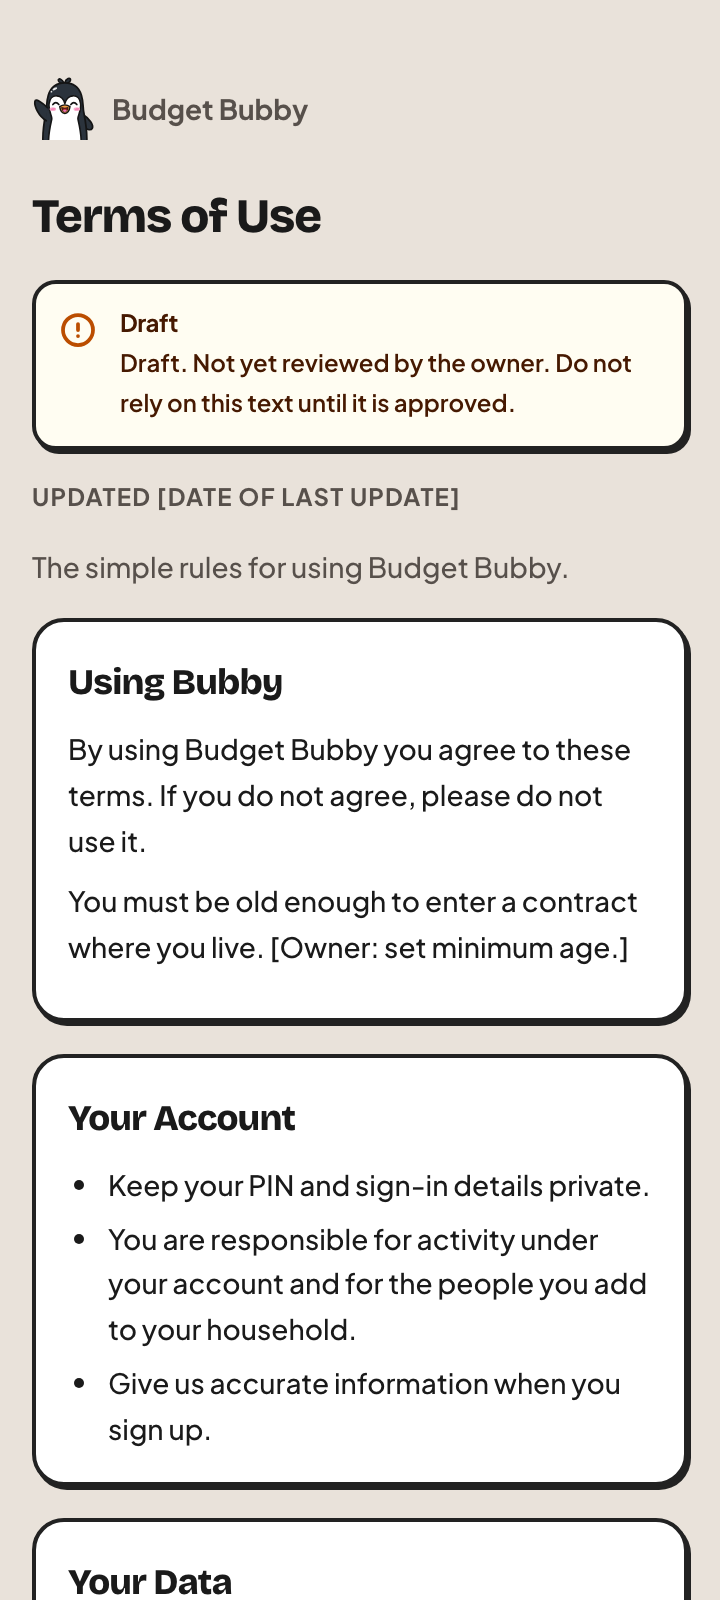 Budget Bubby
Terms of Use
Draft
Draft. Not yet reviewed by the owner. Do not
rely on this text until it is approved.
UPDATED [DATE OF LAST UPDATE]
The simple rules for using Budget Bubby.
Using Bubby
By using Budget Bubby you agree to these
terms. If you do not agree, please do not
use it.
You must be old enough to enter a contract
where you live. [Owner: set minimum age.]
Your Account
• Keep your PIN and sign-in details private.
• You are responsible for activity under
your account and for the people you add
to your household.
• Give us accurate information when you
sign up.
Your Data